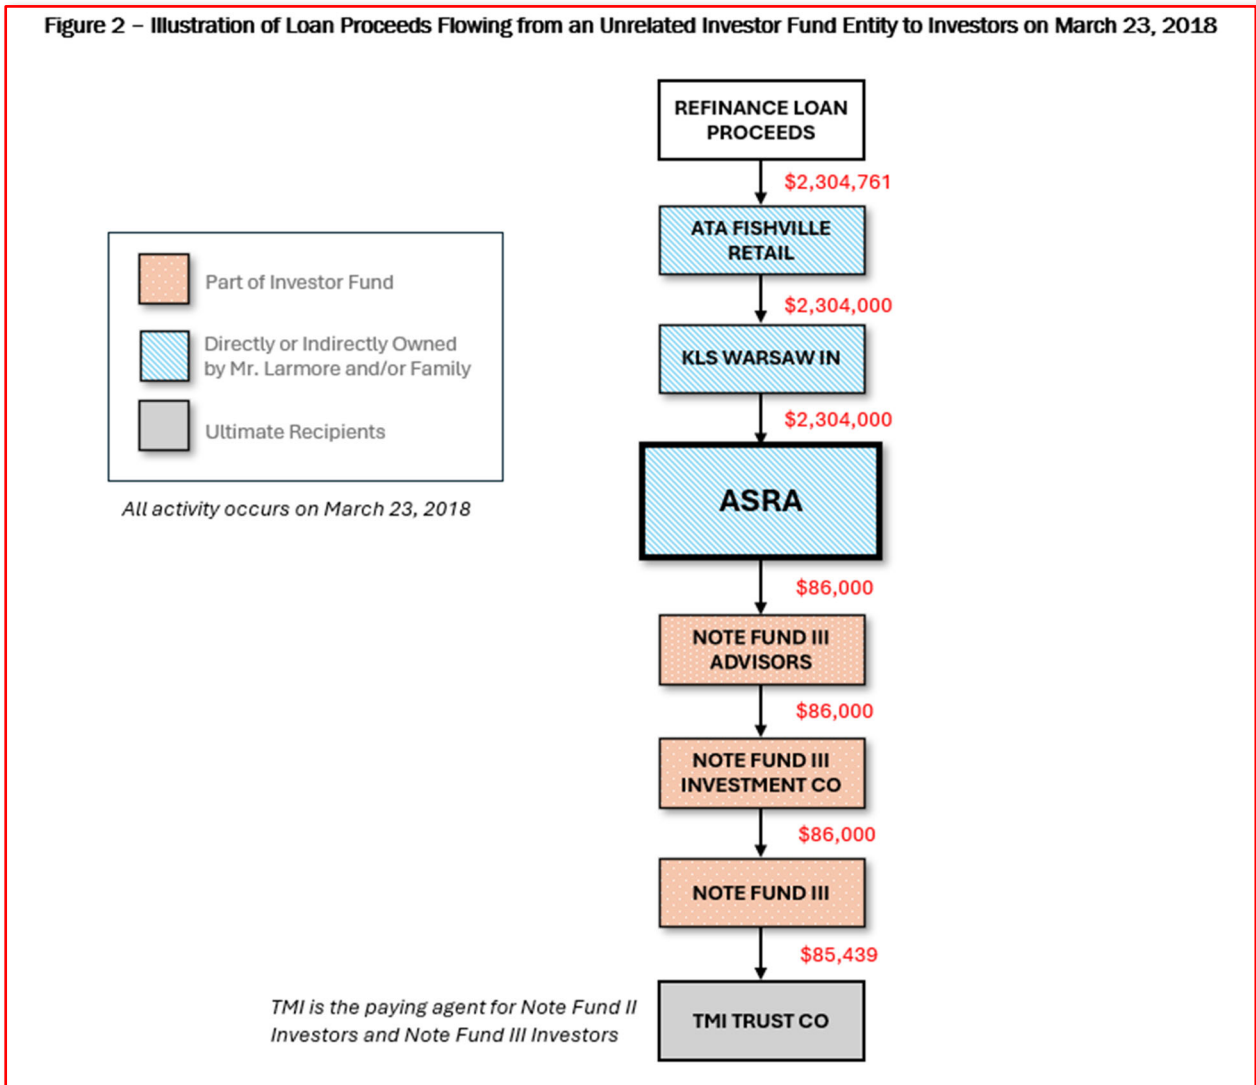 Figure 2 – Illustration of Loan Proceeds Flowing from an Unrelated Investor Fund Entity to Investors on March 23, 2018
REFINANCE LOAN
PROCEEDS
$2,304,761
ATA FISHVILLE
RETAIL
$2,304,000
KLS WARSAW IN
$2,304,000
ASRA
$86,000
NOTE FUND III
ADVISORS
$86,000
NOTE FUND III
INVESTMENT CO
$86,000
NOTE FUND III
$85,439
TMI TRUST CO
Part of Investor Fund
Directly or Indirectly Owned
by Mr. Larmore and/or Family
Ultimate Recipients
All activity occurs on March 23, 2018
TMI is the paying agent for Note Fund II
Investors and Note Fund III Investors